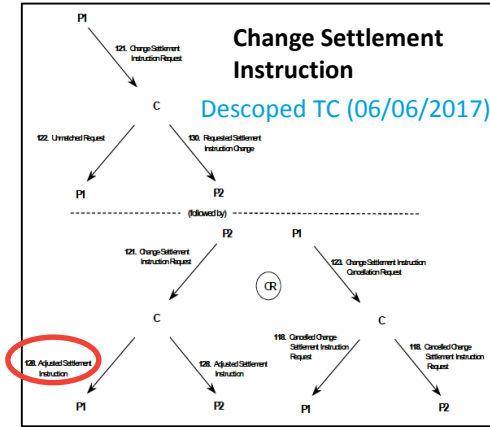 P1
Change Settlement
Instruction
121. Change Settlement
Instruction Request
Descoped TC (06/06/2017)
C
122. Unmatched Request
130. Requested Settlement
Instruction Change
P1
P2
(followed by)
P2
P1
121. Change Settlement
Instruction Request
123. Change Settlement Instruction
Cancellation Request
OR
C
C
128. Adjusted Settlement
Instruction
128. Adjusted Settlement
Instruction
118. Cancelled Change
Settlement Instruction
Request
118. Cancelled Change
Settlement Instruction
Request
P1
P2
P1
P2